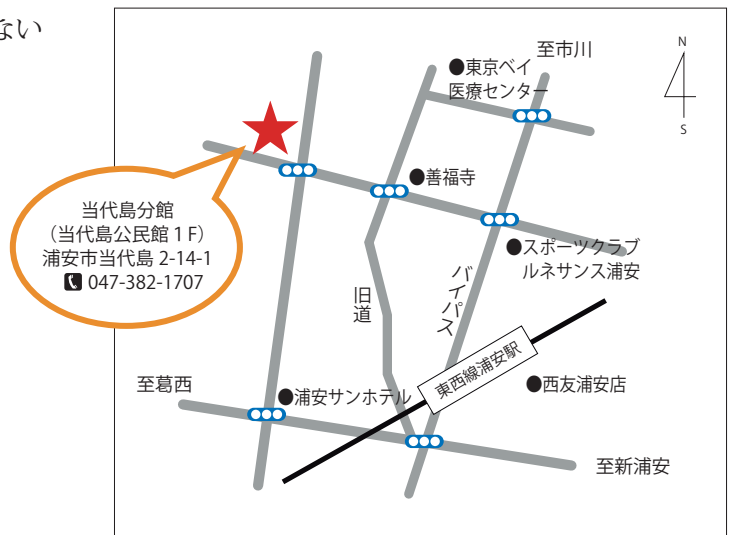 ない
至市川
●東京ベイ
医療センター
N
S
●善福寺
当代島分館
（当代島公民館 1 F）
浦安市当代島 2-14-1
047-382-1707
●スポーツクラブ
ルネサンス浦安
バイパス
旧道
東西線浦安駅
至葛西
●浦安サンホテル
●西友浦安店
至新浦安